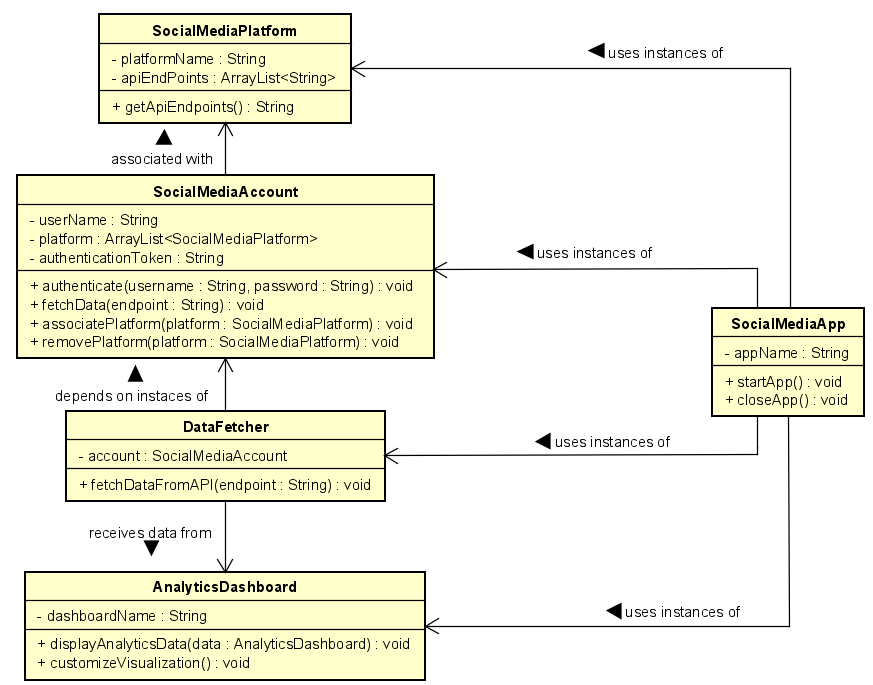 SocialMediaPlatform
- platformName : String
- apiEndPoints : ArrayList<String>
+ getApiEndpoints() : String
uses instances of
associated with
SocialMediaAccount
- userName : String
- platform : ArrayList<SocialMediaPlatform>
- authenticationToken : String
+ authenticate(username : String, password : String) : void
+ fetchData(endpoint : String) : void
+ associatePlatform(platform : SocialMediaPlatform) : void
+ removePlatform(platform : SocialMediaPlatform) : void
uses instances of
SocialMediaApp
- appName : String
+ startApp() : void
+ closeApp() : void
depends on instaces of
DataFetcher
- account : SocialMediaAccount
+ fetchDataFromAPI(endpoint : String) : void
uses instances of
receives data from
AnalyticsDashboard
- dashboardName : String
+ displayAnalyticsData(data : AnalyticsDashboard) : void
+ customizeVisualization() : void
uses instances of